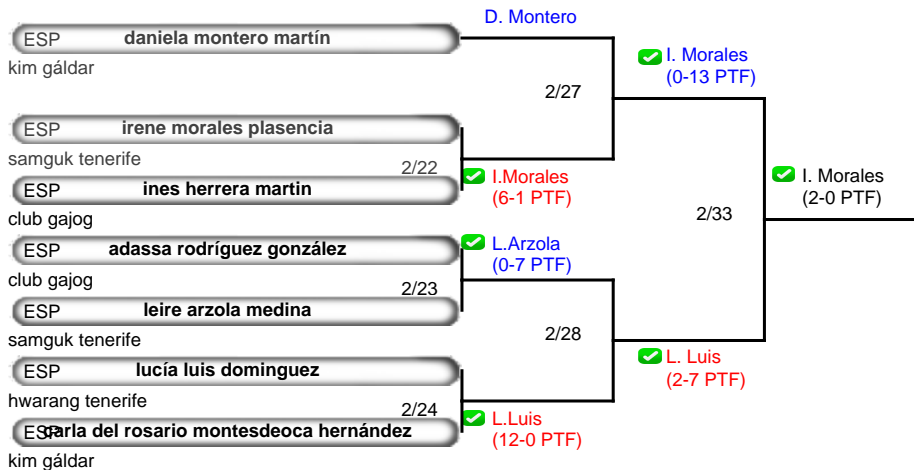 D. Montero
ESP daniela montero martín
kim gáldar
I. Morales
(0-13 PTF)
2/27
ESP irene morales plasencia
samguk tenerife
2/22
I.Morales
(6-1 PTF)
ESP ines herrera martin
club gajog
I. Morales
(2-0 PTF)
2/33
ESP adassa rodríguez gonzález
club gajog
L.Arzola
(0-7 PTF)
2/23
ESP leire arzola medina
samguk tenerife
2/28
L. Luis
(2-7 PTF)
ESP lucía luis dominguez
hwarang tenerife
2/24
L.Luis
(12-0 PTF)
ESP carla del rosario montesdeoca hernández
kim gáldar